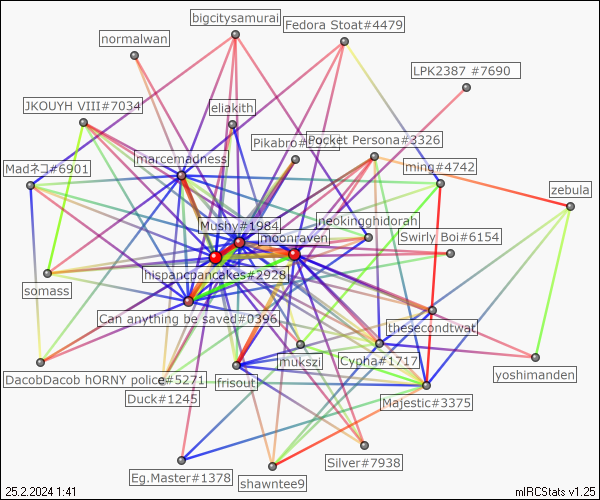 bigcitysamurai
Fedora Stoat#4479
normalwan
LPK2387 #7690
JKOUYH VIII#7034
eliakith
Pikabro#
Pocket Persona#3326
marcemadness
Madネコ#6901
ming#4742
zebula
Mushy#1984
neokingghidorah
moonraven
Swirly Boi#6154
hispancpancakes#2928
somass
Can anything be saved#0396
thesecondtwat
mukszi
Cypha#1717
yoshimanden
DacobDacob hORNY police#5271
frisout
Duck#1245
Majestic#3375
Silver#7938
Eg.Master#1378
shawntee9
25.2.2024 1:41
mIRCStats v1.25